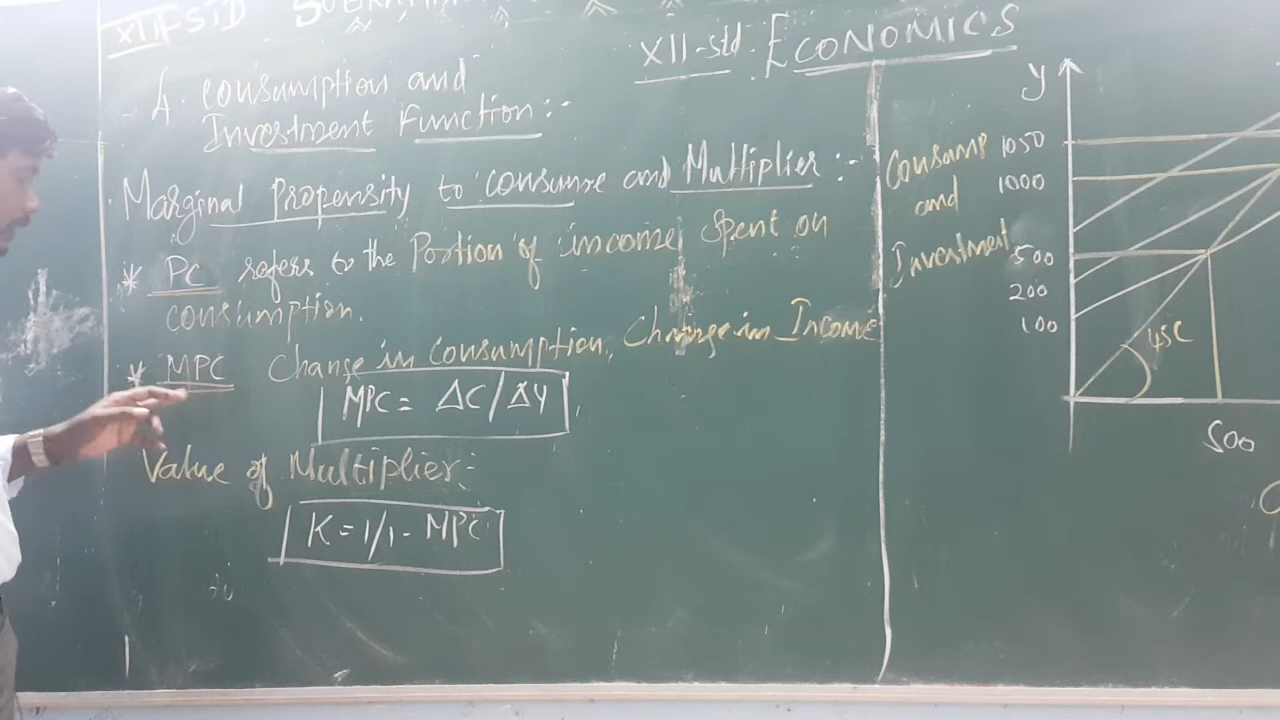 XII-STD
XII-std. ECONOMICS
4. Consumption and
Investment Function:-
Marginal Propensity to consume and Multiplier:-
* PC refers to the Portion of income spent on
consumption.
* MPC Change in Consumption, Change in Income
MPC = ΔC/ΔY
Value of Multiplier:-
K = 1/1 - MPC
y
Consump 1050
and 1000
Investment 500
200
100
45
500